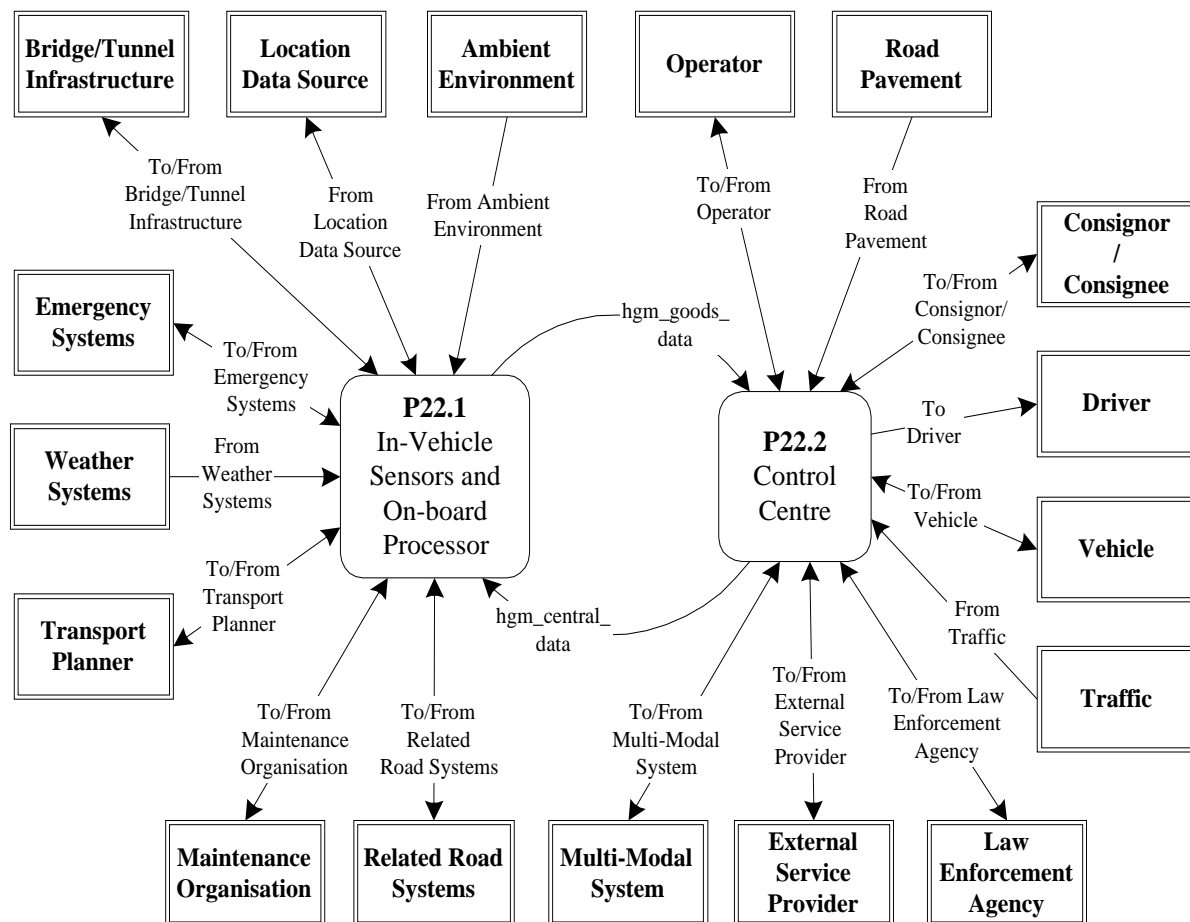 Bridge/Tunnel
Infrastructure
Location
Data Source
Ambient
Environment
Operator
Road
Pavement
To/From
Bridge/Tunnel
Infrastructure
From
Location
Data Source
From Ambient
Environment
To/From
Operator
From
Road
Pavement
Consignor
/
Consignee
To/From
Consignor/
Consignee
Emergency
Systems
To/From
Emergency
Systems
hgm_goods_
data
P22.1
In-Vehicle
Sensors and
On-board
Processor
P22.2
Control
Centre
To
Driver
Driver
Weather
Systems
From
Weather
Systems
To/From
Vehicle
Vehicle
To/From
Transport
Planner
Transport
Planner
hgm_central_
data
From
Traffic
Traffic
To/From
Maintenance
Organisation
To/From
Related
Road Systems
To/From
Multi-Modal
System
To/From
External
Service
Provider
To/From Law
Enforcement
Agency
Maintenance
Organisation
Related Road
Systems
Multi-Modal
System
External
Service
Provider
Law
Enforcement
Agency